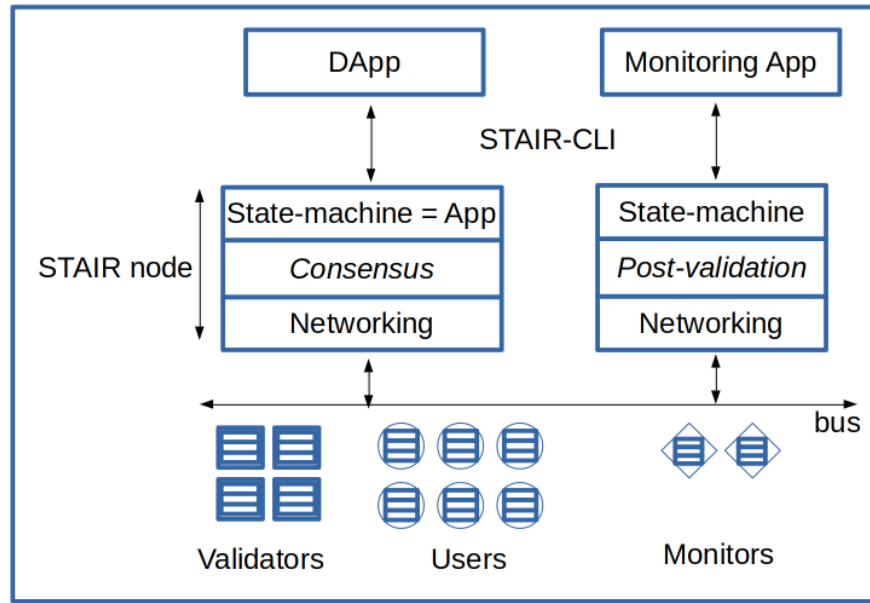 DApp
Monitoring App
STAIR-CLI
State-machine = App
State-machine
STAIR node
Consensus
Post-validation
Networking
Networking
bus
Validators
Users
Monitors